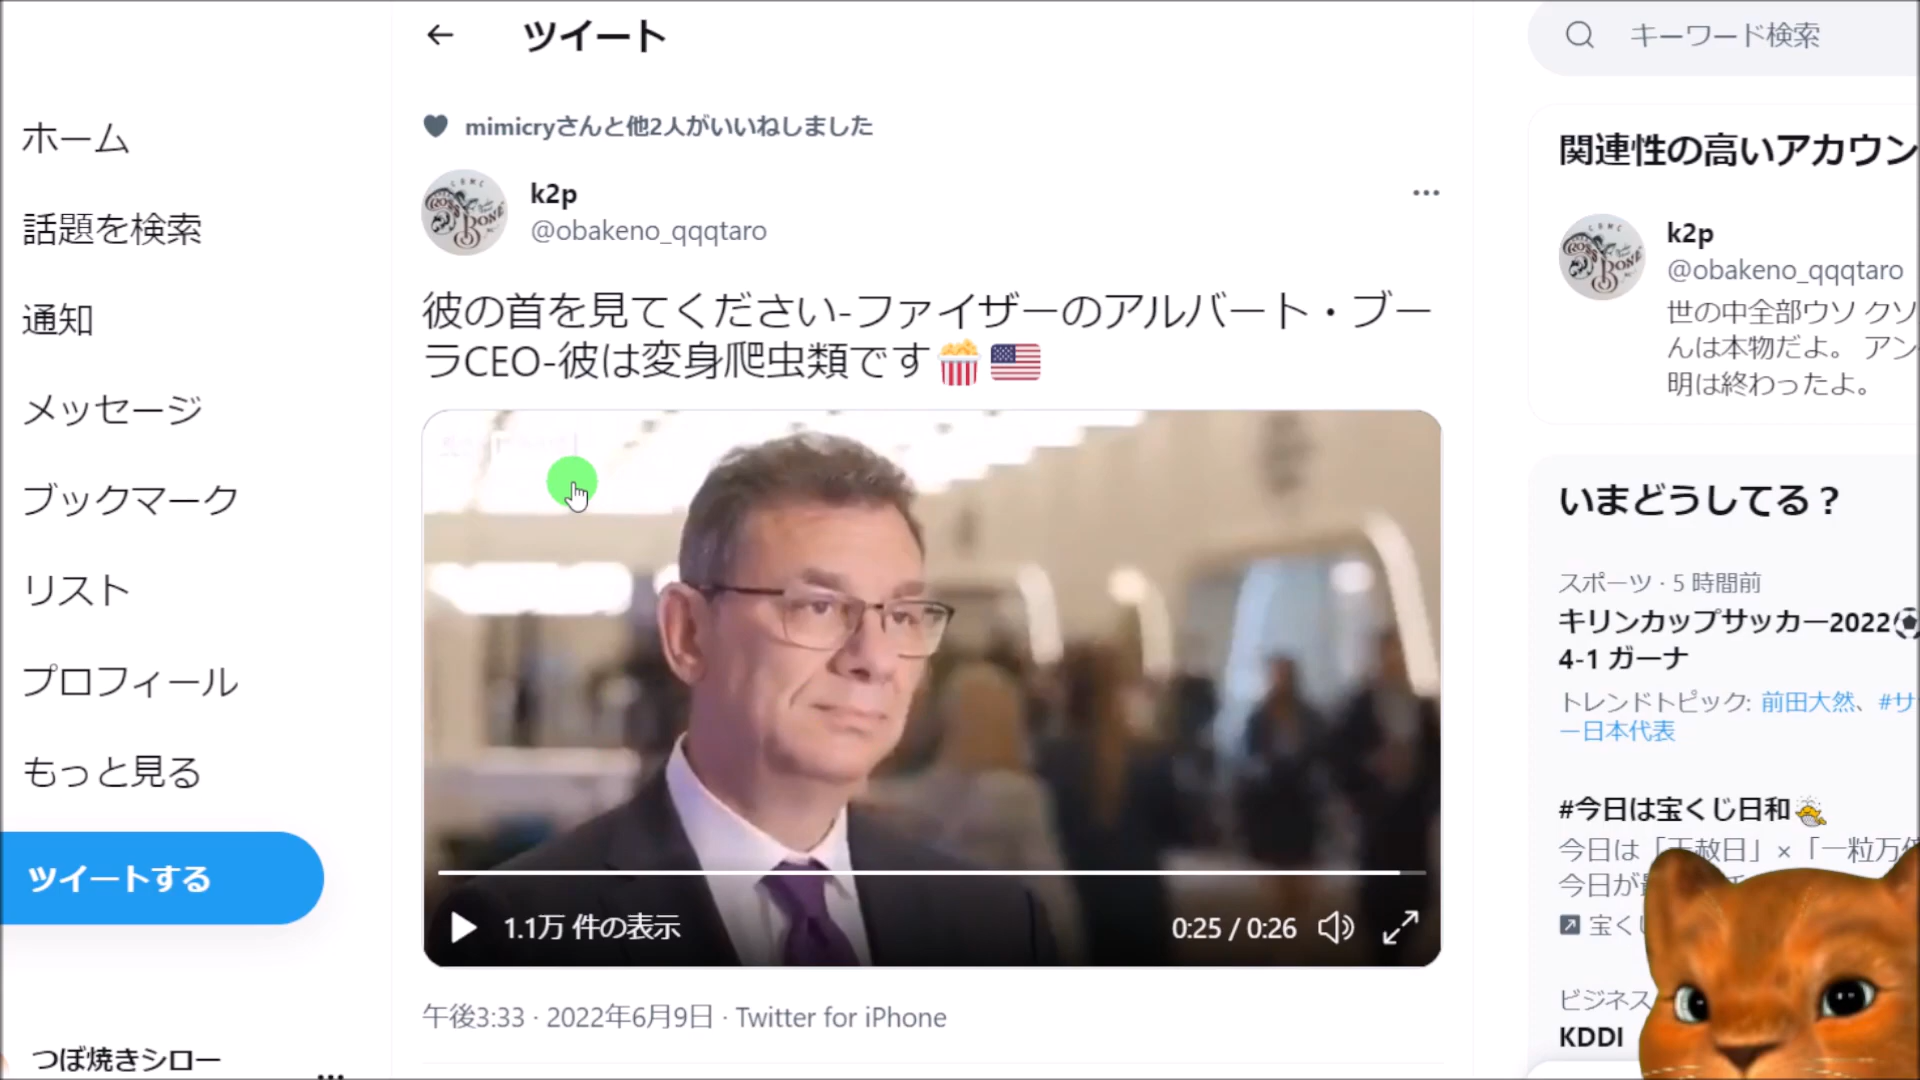 ツイート
キーワード検索
mimicryさんと他2人がいいねしました
ホーム
話題を検索
通知
メッセージ
ブックマーク
リスト
プロフィール
もっと見る
ツイートする
つぼ焼きシロー
k2p
@obakeno_qqqtaro
彼の首を見てください-ファイザーのアルバート・ブー
ラCEO-彼は変身爬虫類です🍿🇺🇸
1.1万 件の表示
0:25 / 0:26
午後3:33 · 2022年6月9日 · Twitter for iPhone
関連性の高いアカウン
k2p
@obakeno_qqqtaro
世の中全部ウソ クソ
んは本物だよ。 アン
明は終わったよ。
いまどうしてる？
スポーツ · 5 時間前
キリンカップサッカー2022⚽
4-1 ガーナ
トレンドトピック: 前田大然、#サ
ー日本代表
#今日は宝くじ日和
今日は「天赦日」×「一粒万
今日が
宝くじ
ビジネス
KDDI